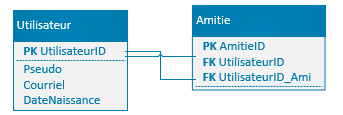 Utilisateur
PK UtilisateurID
Pseudo
Courriel
DateNaissance
Amitie
PK AmitieID
FK UtilisateurID
FK UtilisateurID_Ami